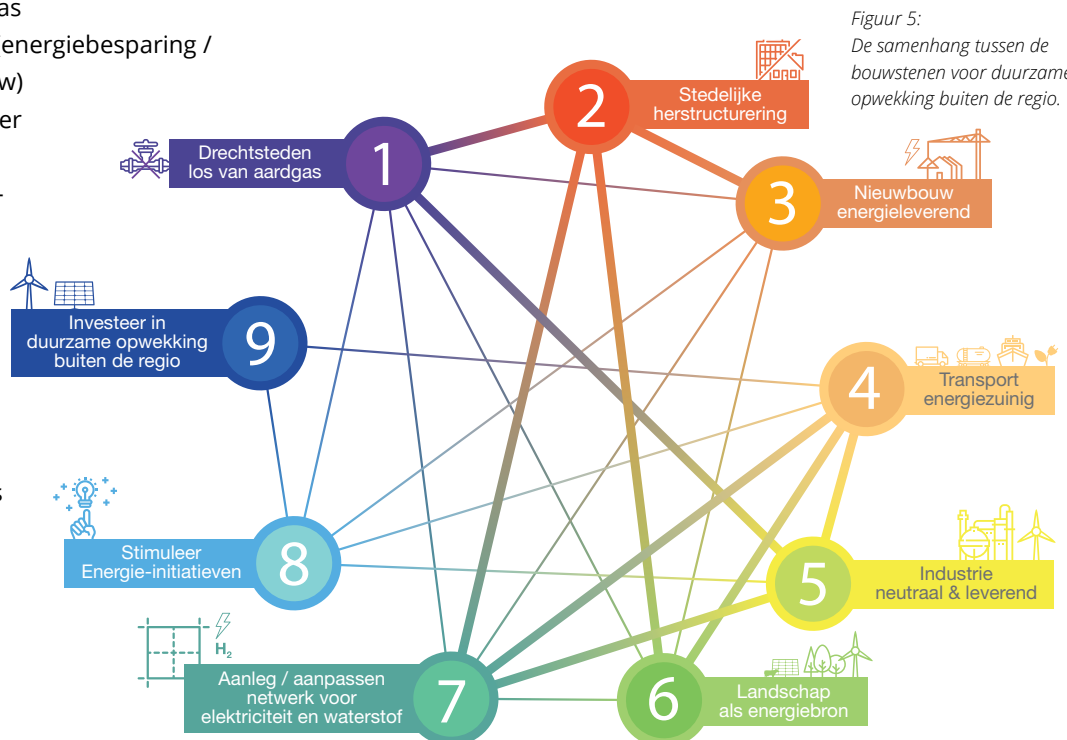 as
energiebesparing /
w)
er
s
Figuur 5:
De samenhang tussen de
bouwstenen voor duurzame
opwekking buiten de regio.
1
Drechtsteden
los van aardgas
2
Stedelijke
herstructurering
3
Nieuwbouw
energieleverend
4
Transport
energiezuinig
5
Industrie
neutraal & leverend
6
Landschap
als energiebron
7
Aanleg / aanpassen
netwerk voor
elektriciteit en waterstof
H₂
8
Stimuleer
Energie-initiatieven
9
Investeer in
duurzame opwekking
buiten de regio